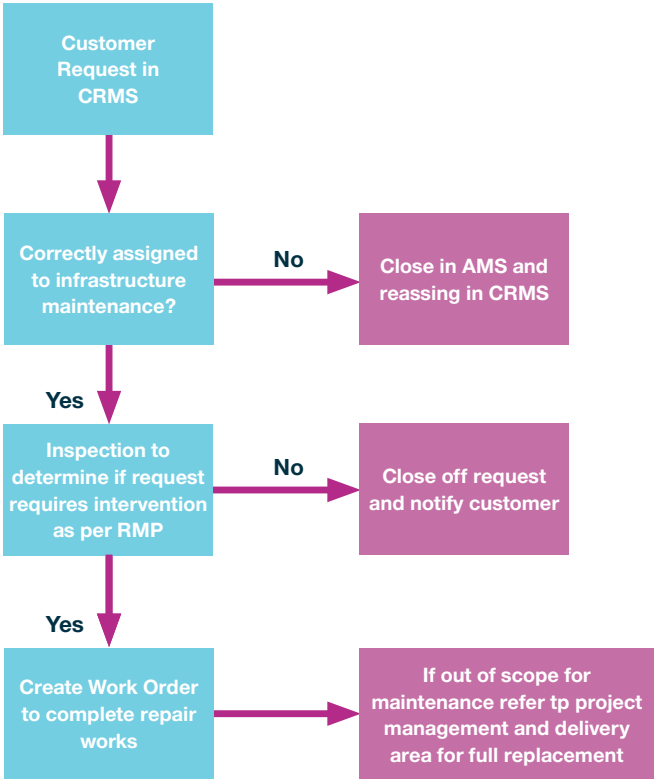 Customer
Request in
CRMS
Correctly assigned
to infrastructure
maintenance?
No
Close in AMS and
reassing in CRMS
Yes
Inspection to
determine if request
requires intervention
as per RMP
No
Close off request
and notify customer
Yes
Create Work Order
to complete repair
works
If out of scope for
maintenance refer tp project
management and delivery
area for full replacement